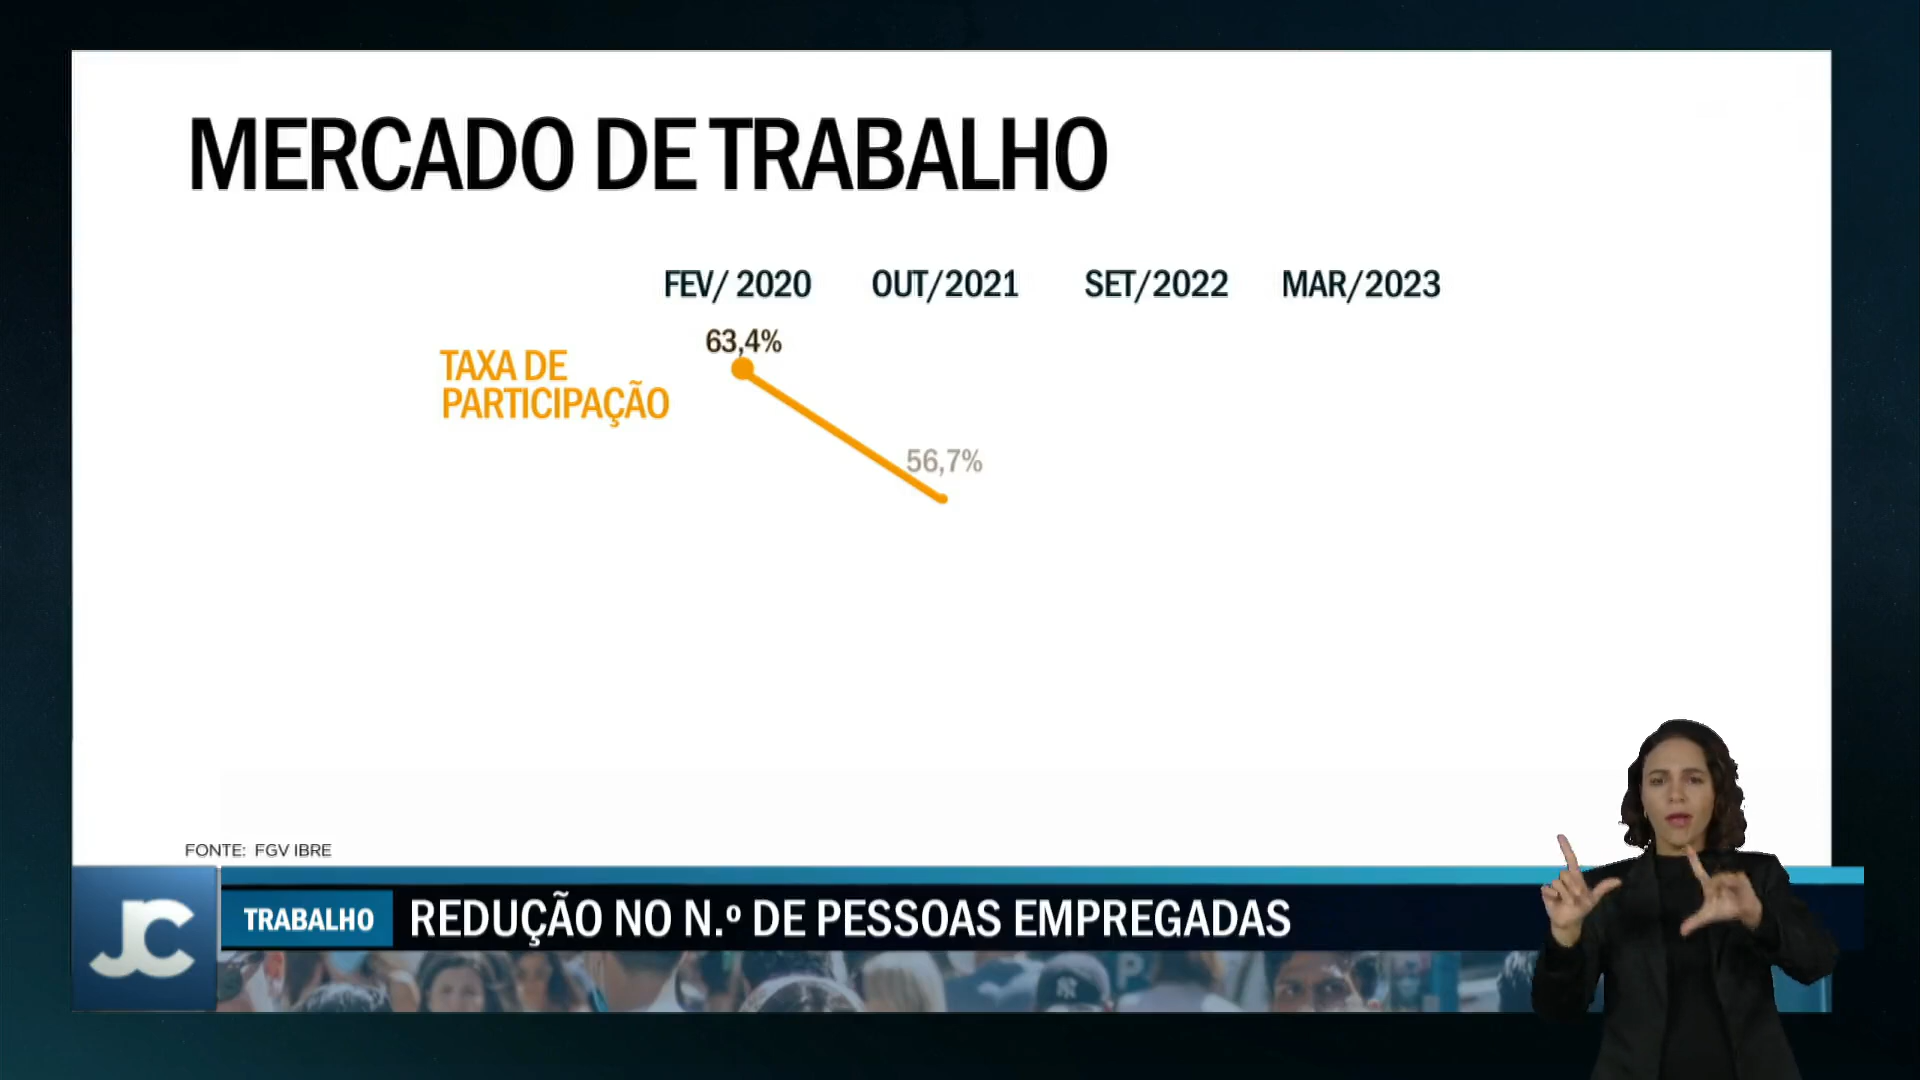 MERCADO DE TRABALHO
FEV/ 2020 OUT/2021 SET/2022 MAR/2023
63,4%
TAXA DE
PARTICIPAÇÃO
56,7%
FONTE: FGV IBRE
JC
TRABALHO
REDUÇÃO NO N.º DE PESSOAS EMPREGADAS
P